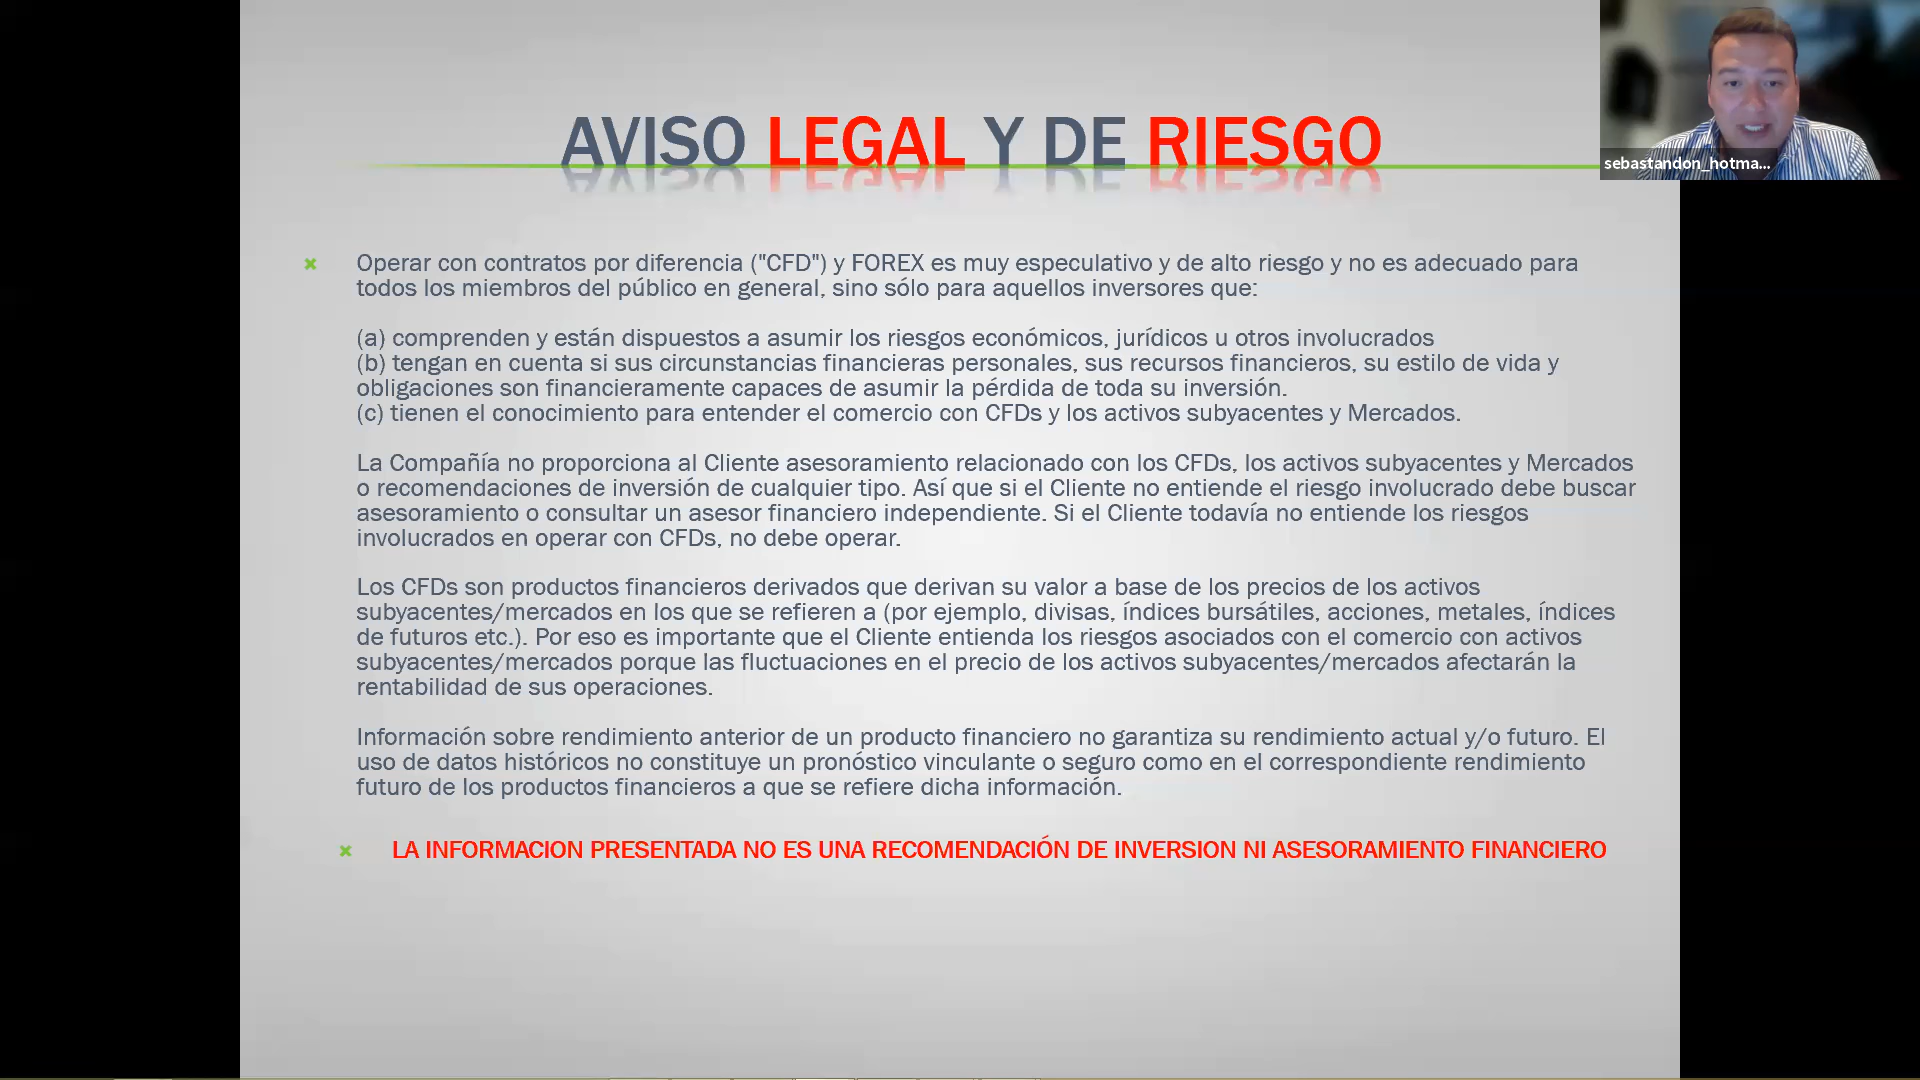 AVISO LEGAL Y DE RIESGO
sebastandon_hotma...
Operar con contratos por diferencia ("CFD") y FOREX es muy especulativo y de alto riesgo y no es adecuado para
todos los miembros del público en general, sino sólo para aquellos inversores que:
(a) comprenden y están dispuestos a asumir los riesgos económicos, jurídicos u otros involucrados
(b) tengan en cuenta si sus circunstancias financieras personales, sus recursos financieros, su estilo de vida y
obligaciones son financieramente capaces de asumir la pérdida de toda su inversión.
(c) tienen el conocimiento para entender el comercio con CFDs y los activos subyacentes y Mercados.
La Compañía no proporciona al Cliente asesoramiento relacionado con los CFDs, los activos subyacentes y Mercados
o recomendaciones de inversión de cualquier tipo. Así que si el Cliente no entiende el riesgo involucrado debe buscar
asesoramiento o consultar un asesor financiero independiente. Si el Cliente todavía no entiende los riesgos
involucrados en operar con CFDs, no debe operar.
Los CFDs son productos financieros derivados que derivan su valor a base de los precios de los activos
subyacentes/mercados en los que se refieren a (por ejemplo, divisas, índices bursátiles, acciones, metales, índices
de futuros etc.). Por eso es importante que el Cliente entienda los riesgos asociados con el comercio con activos
subyacentes/mercados porque las fluctuaciones en el precio de los activos subyacentes/mercados afectarán la
rentabilidad de sus operaciones.
Información sobre rendimiento anterior de un producto financiero no garantiza su rendimiento actual y/o futuro. El
uso de datos históricos no constituye un pronóstico vinculante o seguro como en el correspondiente rendimiento
futuro de los productos financieros a que se refiere dicha información.
LA INFORMACION PRESENTADA NO ES UNA RECOMENDACIÓN DE INVERSION NI ASESORAMIENTO FINANCIERO